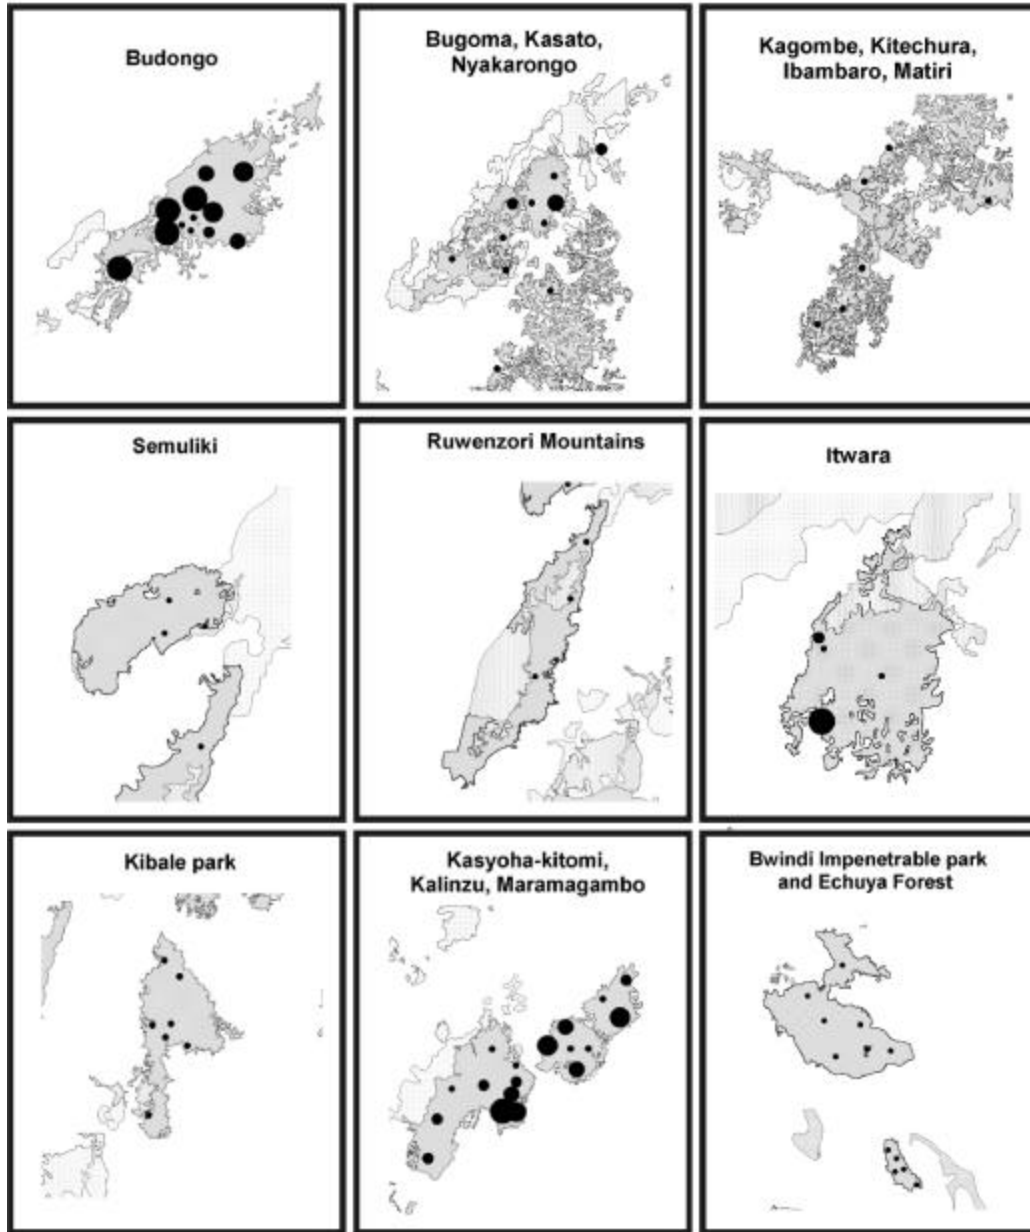 Budongo
Bugoma, Kasato,
Nyakarongo
Kagombe, Kitechura,
Ibambaro, Matiri
Semuliki
Ruwenzori Mountains
Itwara
Kibale park
Kasyoha-kitomi,
Kalinzu, Maramagambo
Bwindi Impenetrable park
and Echuya Forest